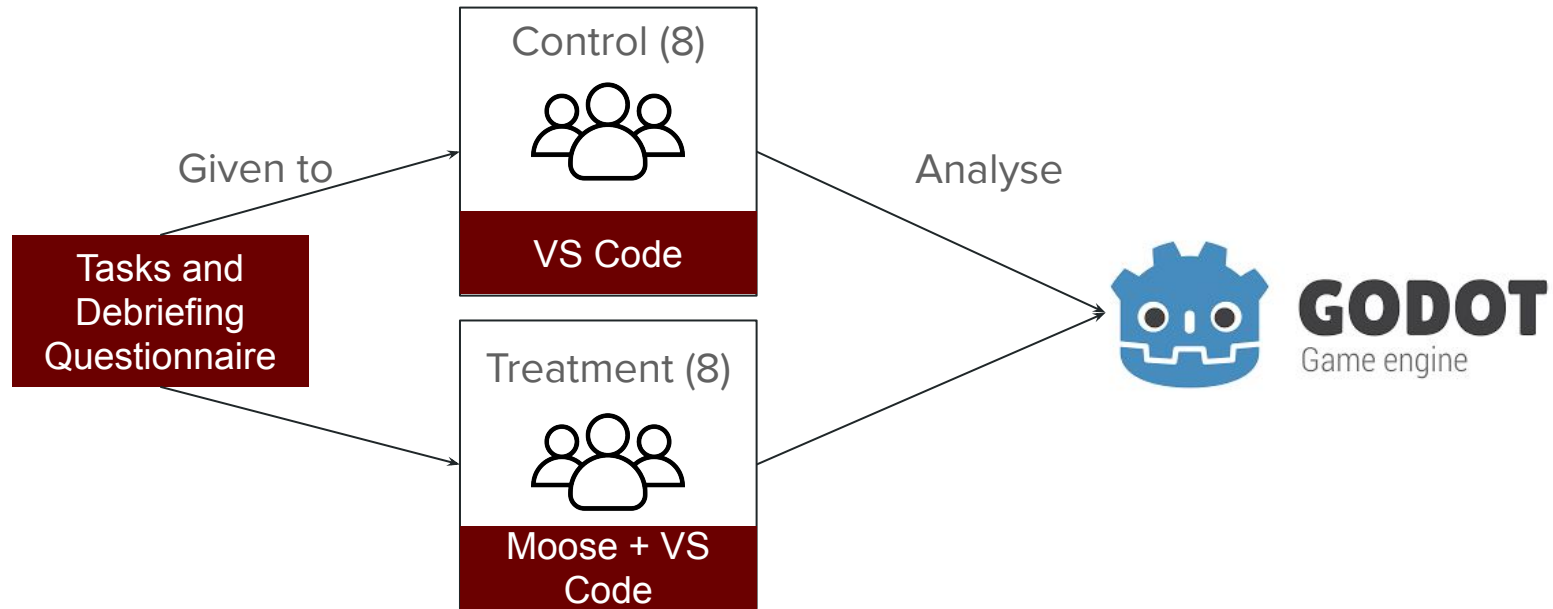 Control (8)
Given to
Analyse
VS Code
Tasks and
Debriefing
Questionnaire
Treatment (8)
Moose + VS
Code
GODOT
Game engine